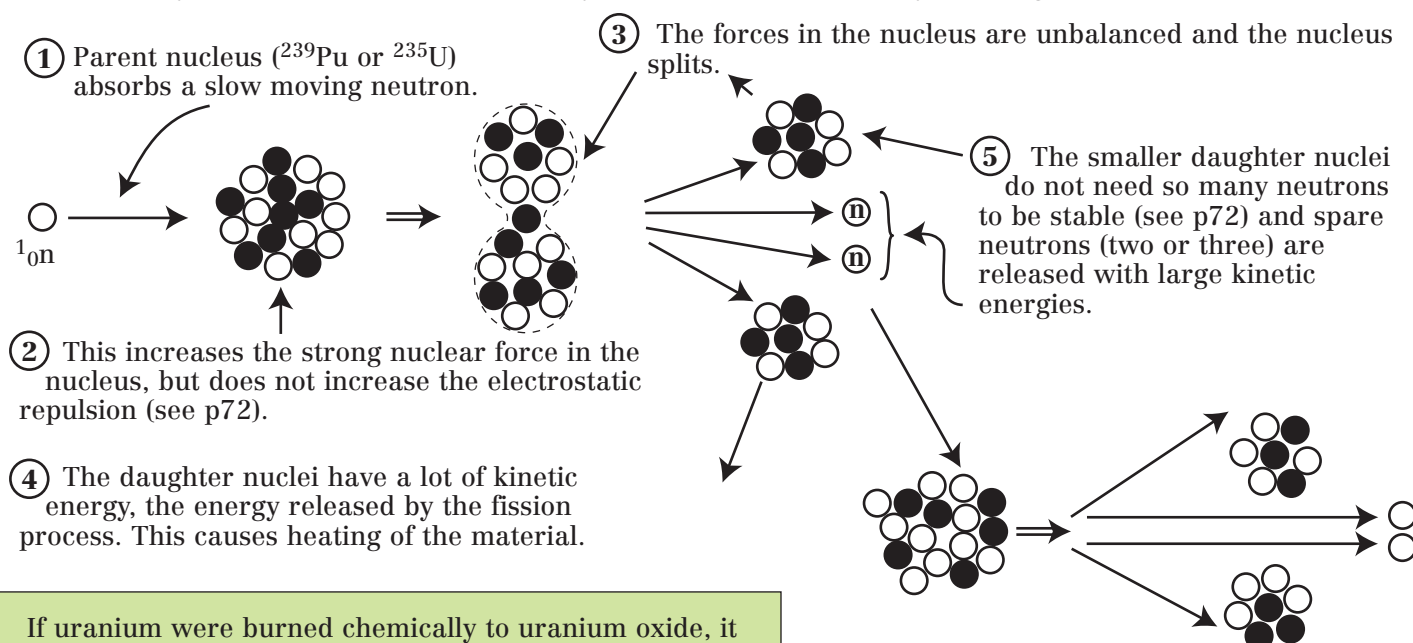 ① Parent nucleus (²³⁹Pu or ²³⁵U)
absorbs a slow moving neutron.
¹₀n
② This increases the strong nuclear force in the
nucleus, but does not increase the electrostatic
repulsion (see p72).
③ The forces in the nucleus are unbalanced and the nucleus
splits.
④ The daughter nuclei have a lot of kinetic
energy, the energy released by the fission
process. This causes heating of the material.
⑤ The smaller daughter nuclei
do not need so many neutrons
to be stable (see p72) and spare
neutrons (two or three) are
released with large kinetic
energies.
n
n
If uranium were burned chemically to uranium oxide, it